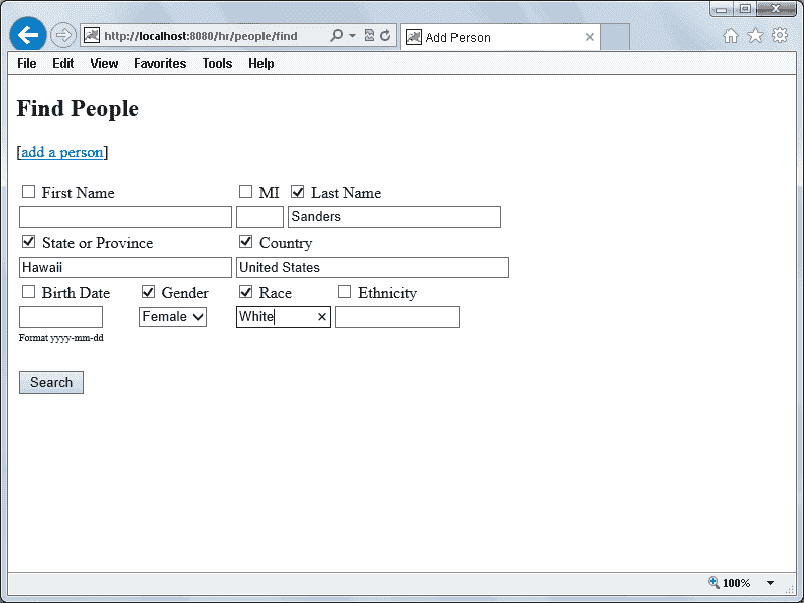 http://localhost:8080/hr/people/find
Add Person
File Edit View Favorites Tools Help
Find People
[add a person]
First Name MI Last Name
Sanders
State or Province Country
Hawaii United States
Birth Date Gender Race Ethnicity
Female White
Format yyyy-mm-dd
Search
100%